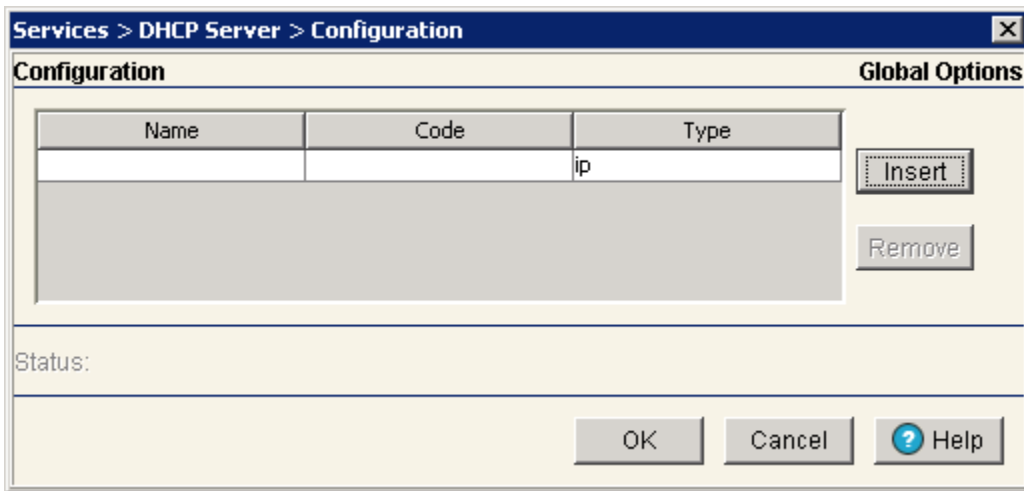 Services > DHCP Server > Configuration
Configuration Global Options
Name Code Type
ip
Insert
Remove
Status:
OK Cancel ? Help